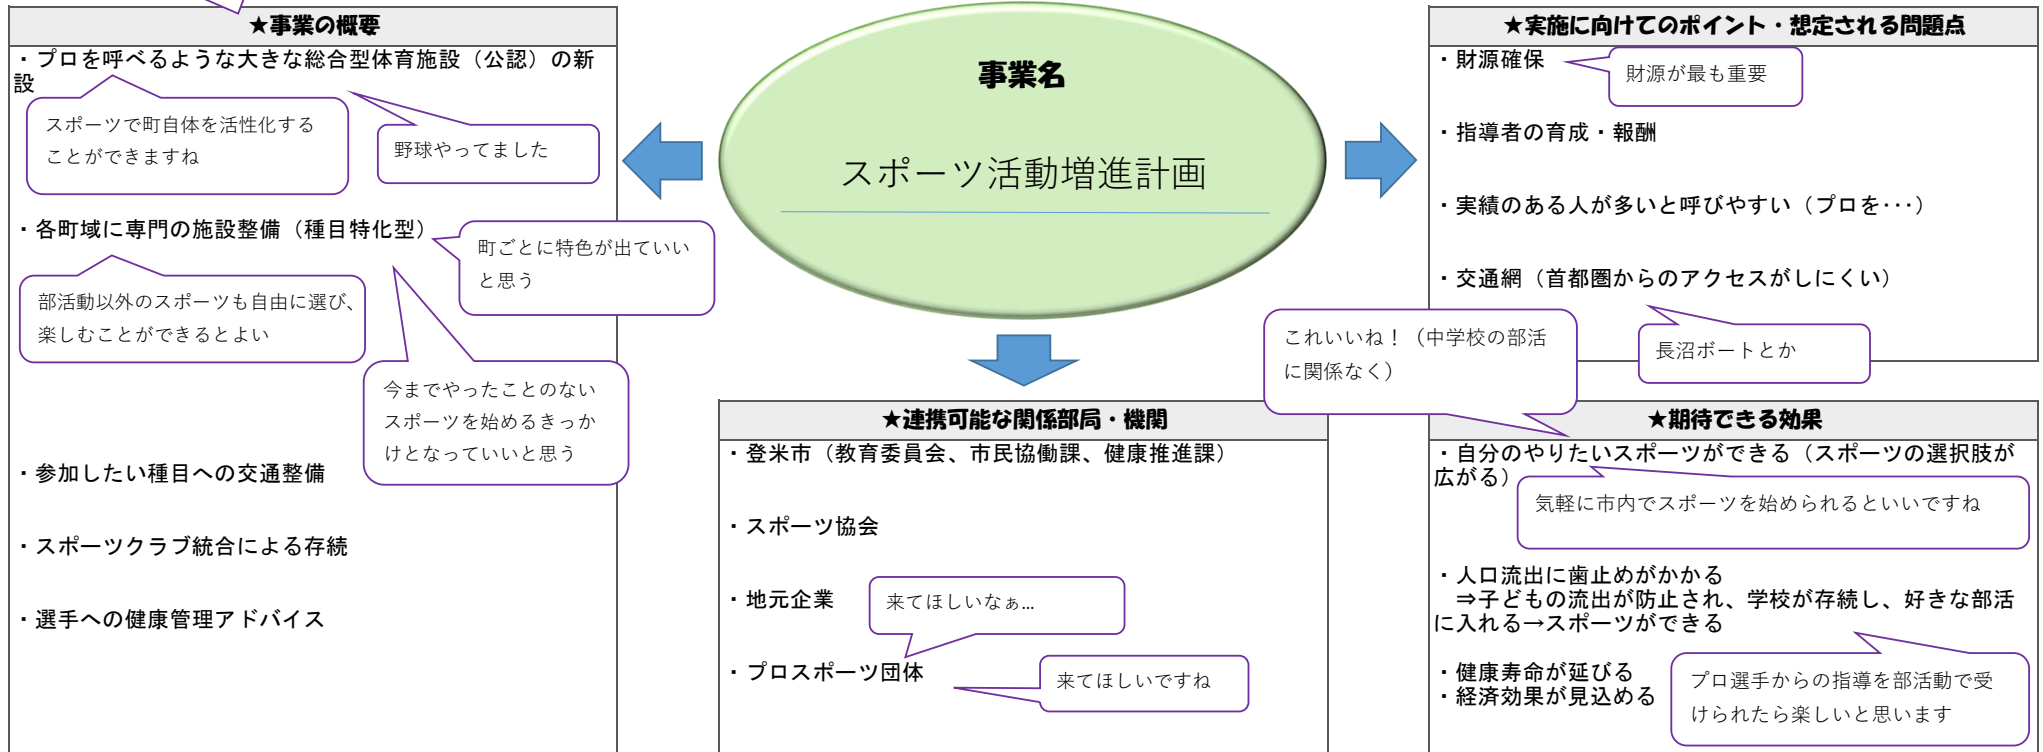 ★事業の概要
・プロを呼べるような大きな総合型体育施設（公認）の新
設
スポーツで町自体を活性化する
ことができますね
野球やってました
・各町域に専門の施設整備（種目特化型）
町ごとに特色が出ていい
と思う
部活動以外のスポーツも自由に選び、
楽しむことができるとよい
今までやったことのない
スポーツを始めるきっか
けとなっていいと思う
・参加したい種目への交通整備
・スポーツクラブ統合による存続
・選手への健康管理アドバイス
事業名
スポーツ活動増進計画
★連携可能な関係部局・機関
・登米市（教育委員会、市民協働課、健康推進課）
・スポーツ協会
・地元企業
来てほしいなぁ…
・プロスポーツ団体
来てほしいですね
★実施に向けてのポイント・想定される問題点
・財源確保
財源が最も重要
・指導者の育成・報酬
・実績のある人が多いと呼びやすい（プロを･･･）
・交通網（首都圏からのアクセスがしにくい）
長沼ボートとか
これいいね！（中学校の部活
に関係なく）
★期待できる効果
・自分のやりたいスポーツができる（スポーツの選択肢が
広がる）
気軽に市内でスポーツを始められるといいですね
・人口流出に歯止めがかかる
⇒子どもの流出が防止され、学校が存続し、好きな部活
に入れる→スポーツができる
・健康寿命が延びる
・経済効果が見込める
プロ選手からの指導を部活動で受
けられたら楽しいと思います